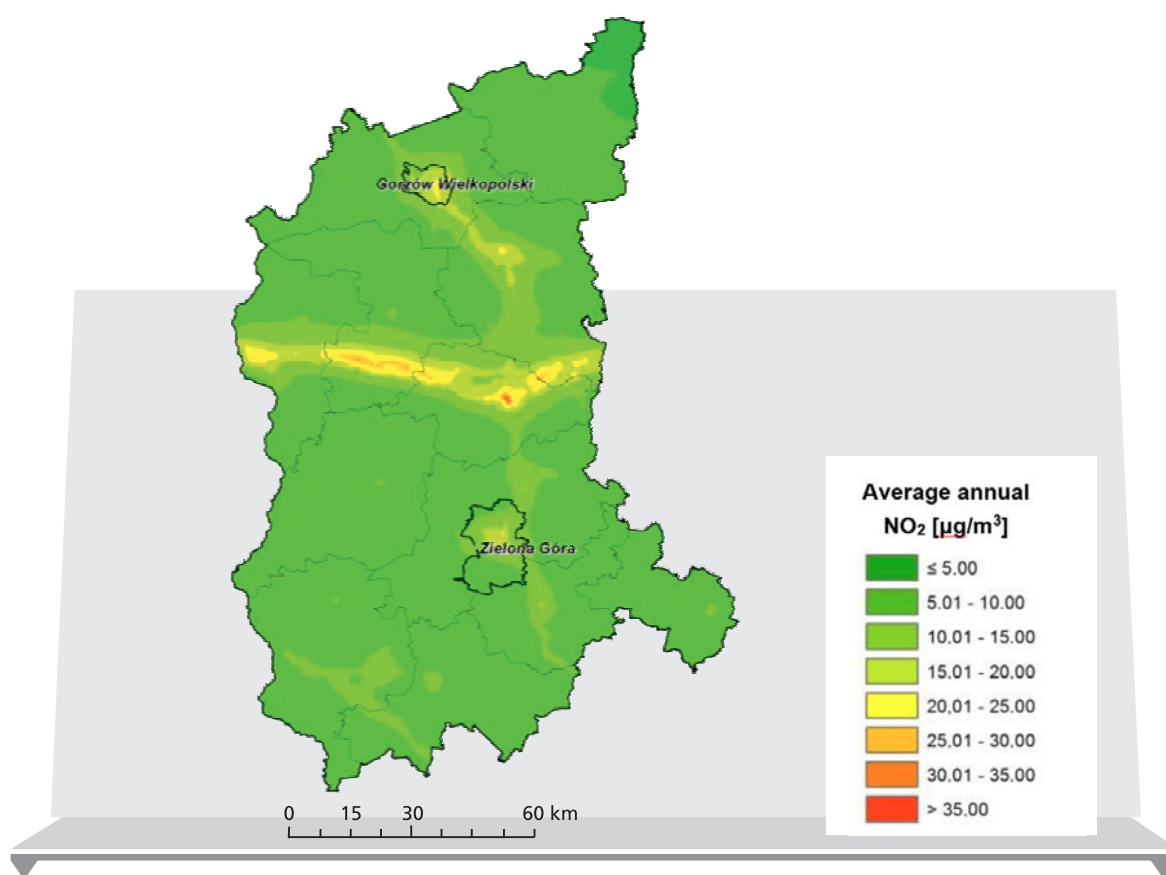 Gorzów Wielkopolski
Zielona Góra
Average annual
NO₂ [µg/m³]
≤ 5.00
5.01 - 10.00
10.01 - 15.00
15.01 - 20.00
20,01 - 25.00
25.01 - 30.00
30.01 - 35.00
> 35.00
0 15 30 60 km